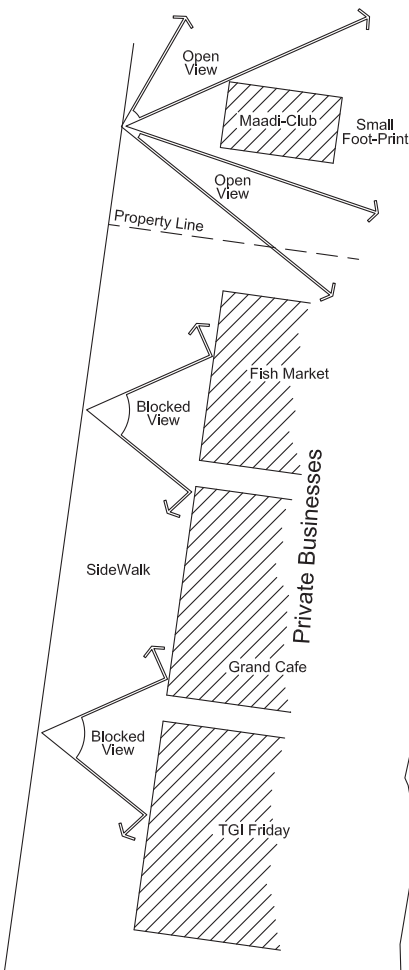 Open
View
Maadi-Club
Small
Foot-Print
Open
View
Property Line
Fish Market
Blocked
View
Private Businesses
SideWalk
Grand Cafe
Blocked
View
TGI Friday